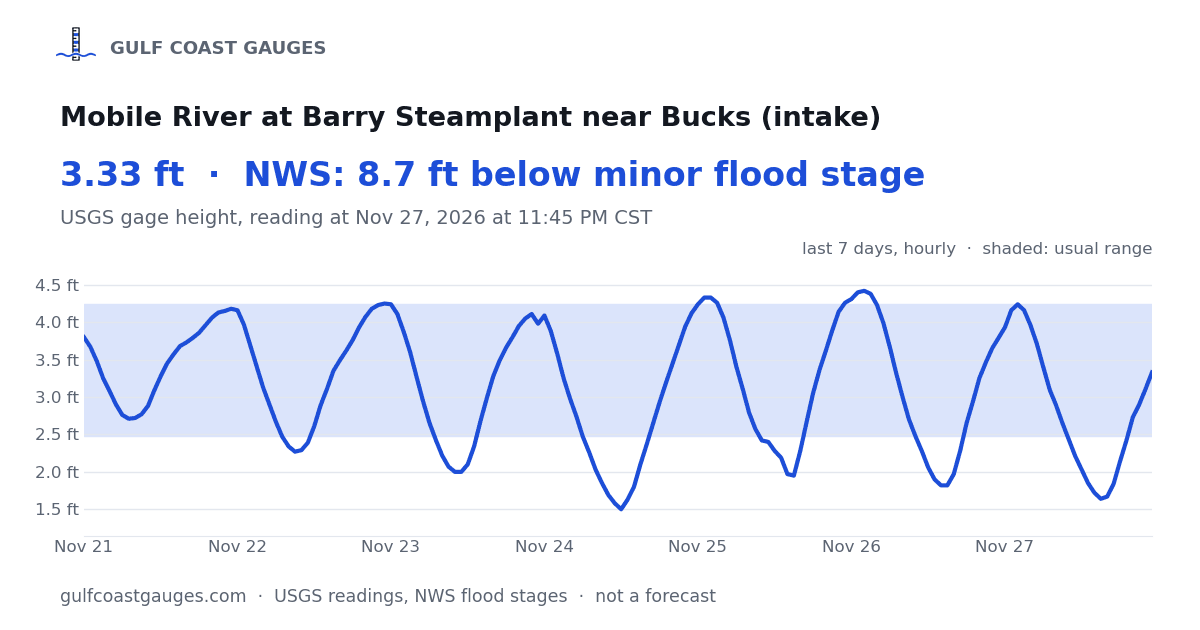 GULF COAST GAUGES
Mobile River at Barry Steamplant near Bucks (intake)
3.33 ft · NWS: 8.7 ft below minor flood stage
USGS gage height, reading at Nov 27, 2026 at 11:45 PM CST
last 7 days, hourly · shaded: usual range
4.5 ft
4.0 ft
3.5 ft
3.0 ft
2.5 ft
2.0 ft
1.5 ft
Nov 21 Nov 22 Nov 23 Nov 24 Nov 25 Nov 26 Nov 27
gulfcoastgauges.com · USGS readings, NWS flood stages · not a forecast